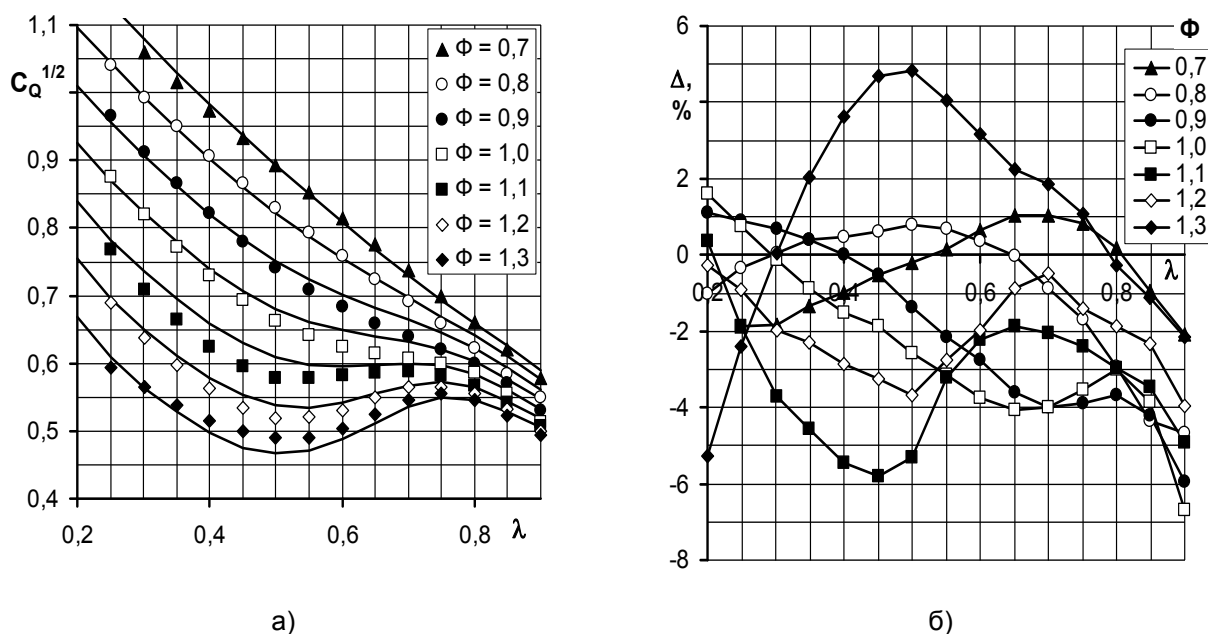 1,1
0,9
0,8
0,7
0,6
0,5
0,4
C_Q^{1/2}
0,2
0,4
0,6
0,8
λ
Φ = 0,7
Φ = 0,8
Φ = 0,9
Φ = 1,0
Φ = 1,1
Φ = 1,2
Φ = 1,3
а)
6
Δ,
%
2
0
-2
-4
-6
-8
0,2
0,4
0,6
0,8
λ
Φ
0,7
0,8
0,9
1,0
1,1
1,2
1,3
б)